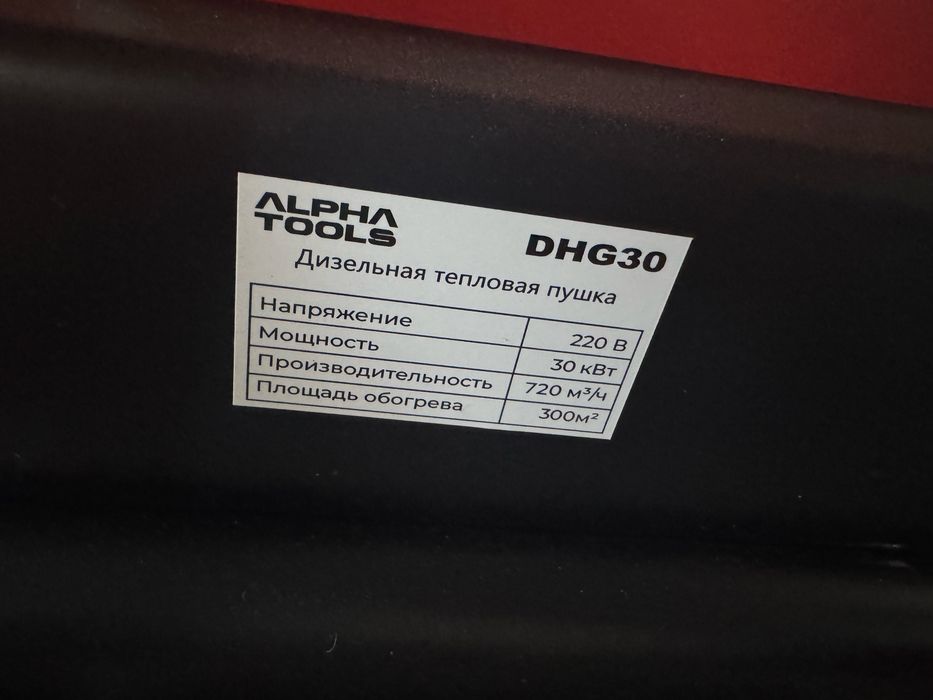 ALPHA
TOOLS
DHG30
Дизельная тепловая пушка
Напряжение 220 В
Мощность 30 кВт
Производительность 720 м³/ч
Площадь обогрева 300м²